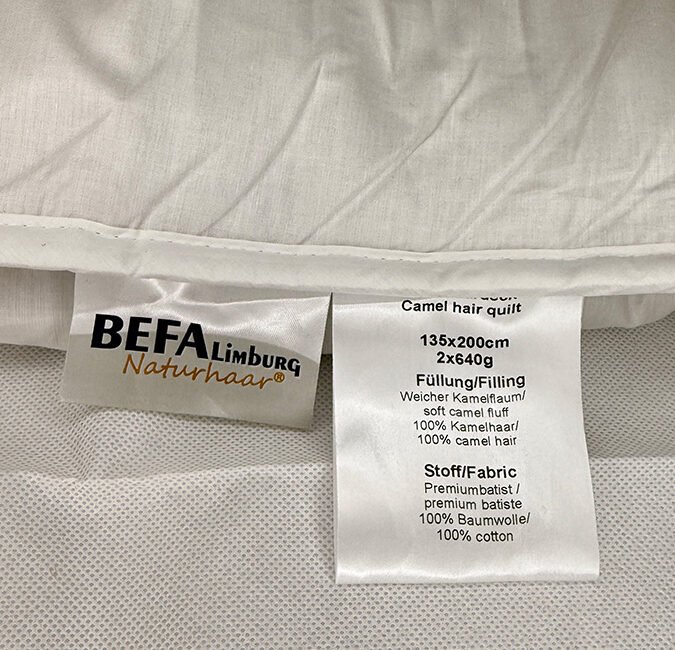 BEFA Limburg
Naturhaar®
Camel hair quilt
135x200cm
2x640g
Füllung/Filling
Weicher Kamelflaum/
soft camel fluff
100% Kamelhaar/
100% camel hair
Stoff/Fabric
Premiumbatist /
premium batiste
100% Baumwolle/
100% cotton